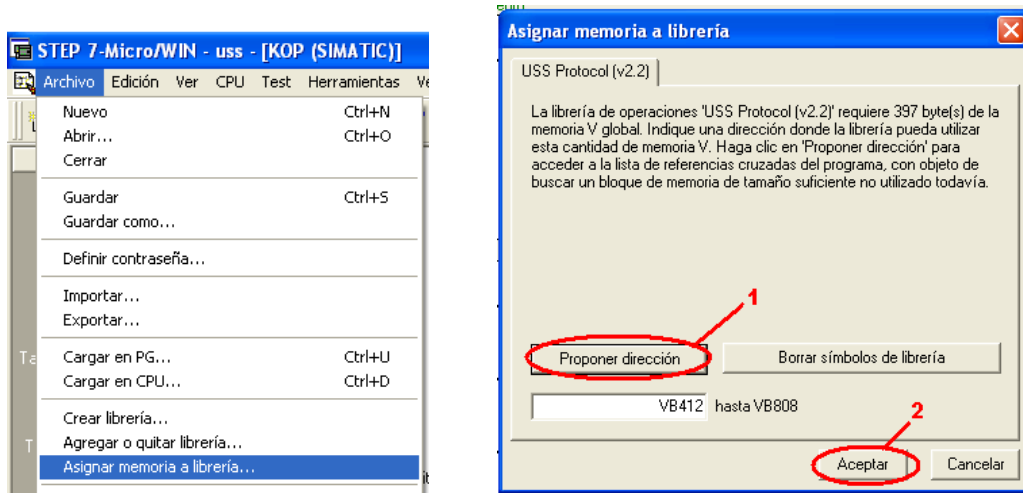 STEP 7-Micro/WIN - uss - [KOP (SIMATIC)]
Archivo Edición Ver CPU Test Herramientas
Nuevo Ctrl+N
Abrir... Ctrl+O
Cerrar
Guardar Ctrl+S
Guardar como...
Definir contraseña...
Importar...
Exportar...
Cargar en PG... Ctrl+U
Cargar en CPU... Ctrl+D
Crear librería...
Agregar o quitar librería...
Asignar memoria a librería...
Asignar memoria a librería
USS Protocol (v2.2)
La librería de operaciones 'USS Protocol (v2.2)' requiere 397 byte(s) de la
memoria V global. Indique una dirección donde la librería pueda utilizar
esta cantidad de memoria V. Haga clic en 'Proponer dirección' para
acceder a la lista de referencias cruzadas del programa, con objeto de
buscar un bloque de memoria de tamaño suficiente no utilizado todavía.
1
Proponer dirección Borrar símbolos de librería
VB412 hasta VB808
2
Aceptar Cancelar